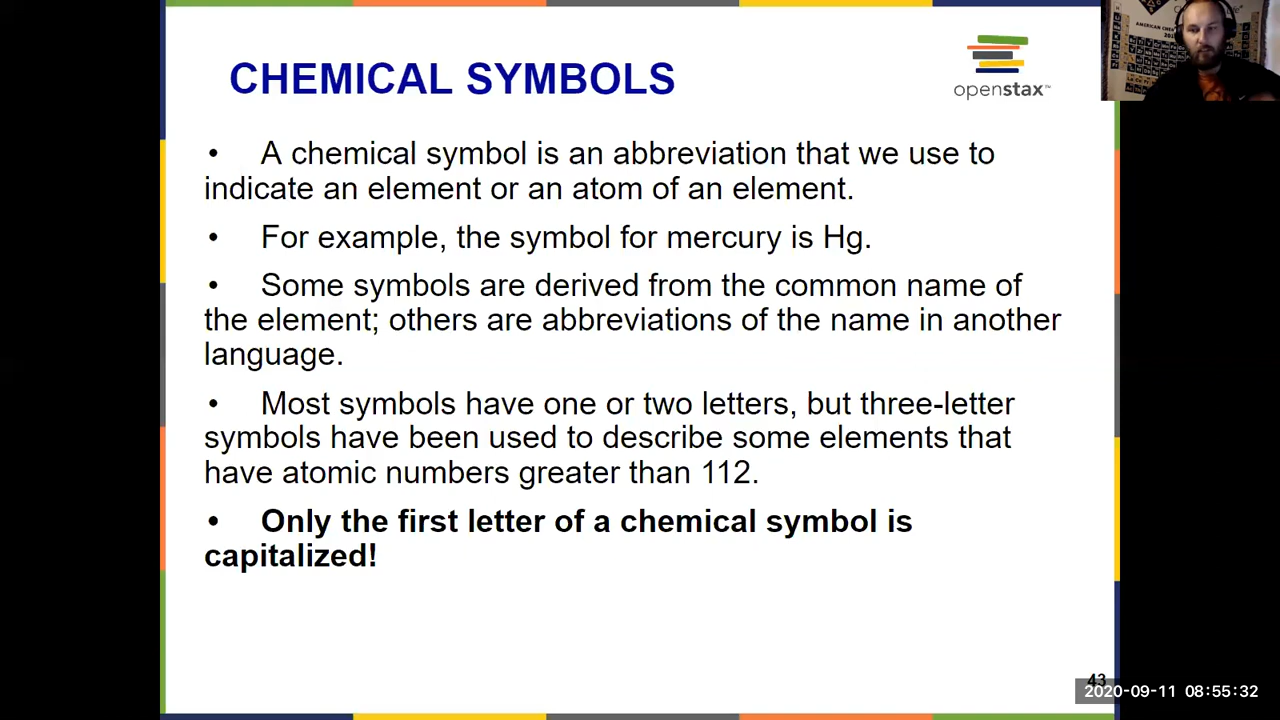 CHEMICAL SYMBOLS
openstax™
• A chemical symbol is an abbreviation that we use to
indicate an element or an atom of an element.
• For example, the symbol for mercury is Hg.
• Some symbols are derived from the common name of
the element; others are abbreviations of the name in another
language.
• Most symbols have one or two letters, but three-letter
symbols have been used to describe some elements that
have atomic numbers greater than 112.
• Only the first letter of a chemical symbol is
capitalized!
43
2020-09-11 08:55:32